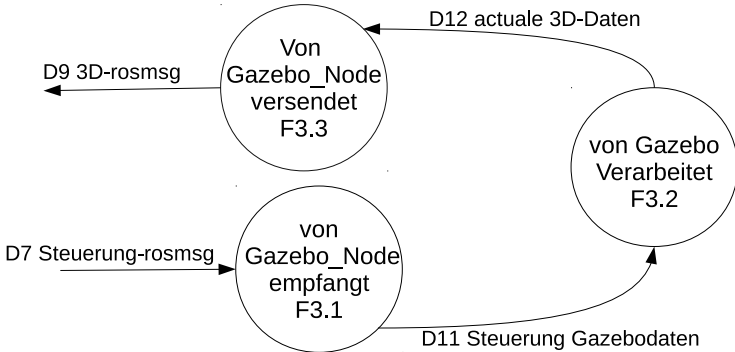 D12 actuale 3D-Daten
Von
Gazebo_Node
versendet
F3.3
D9 3D-rosmsg
von Gazebo
Verarbeitet
F3.2
von
Gazebo_Node
empfangt
F3.1
D7 Steuerung-rosmsg
D11 Steuerung Gazebodaten